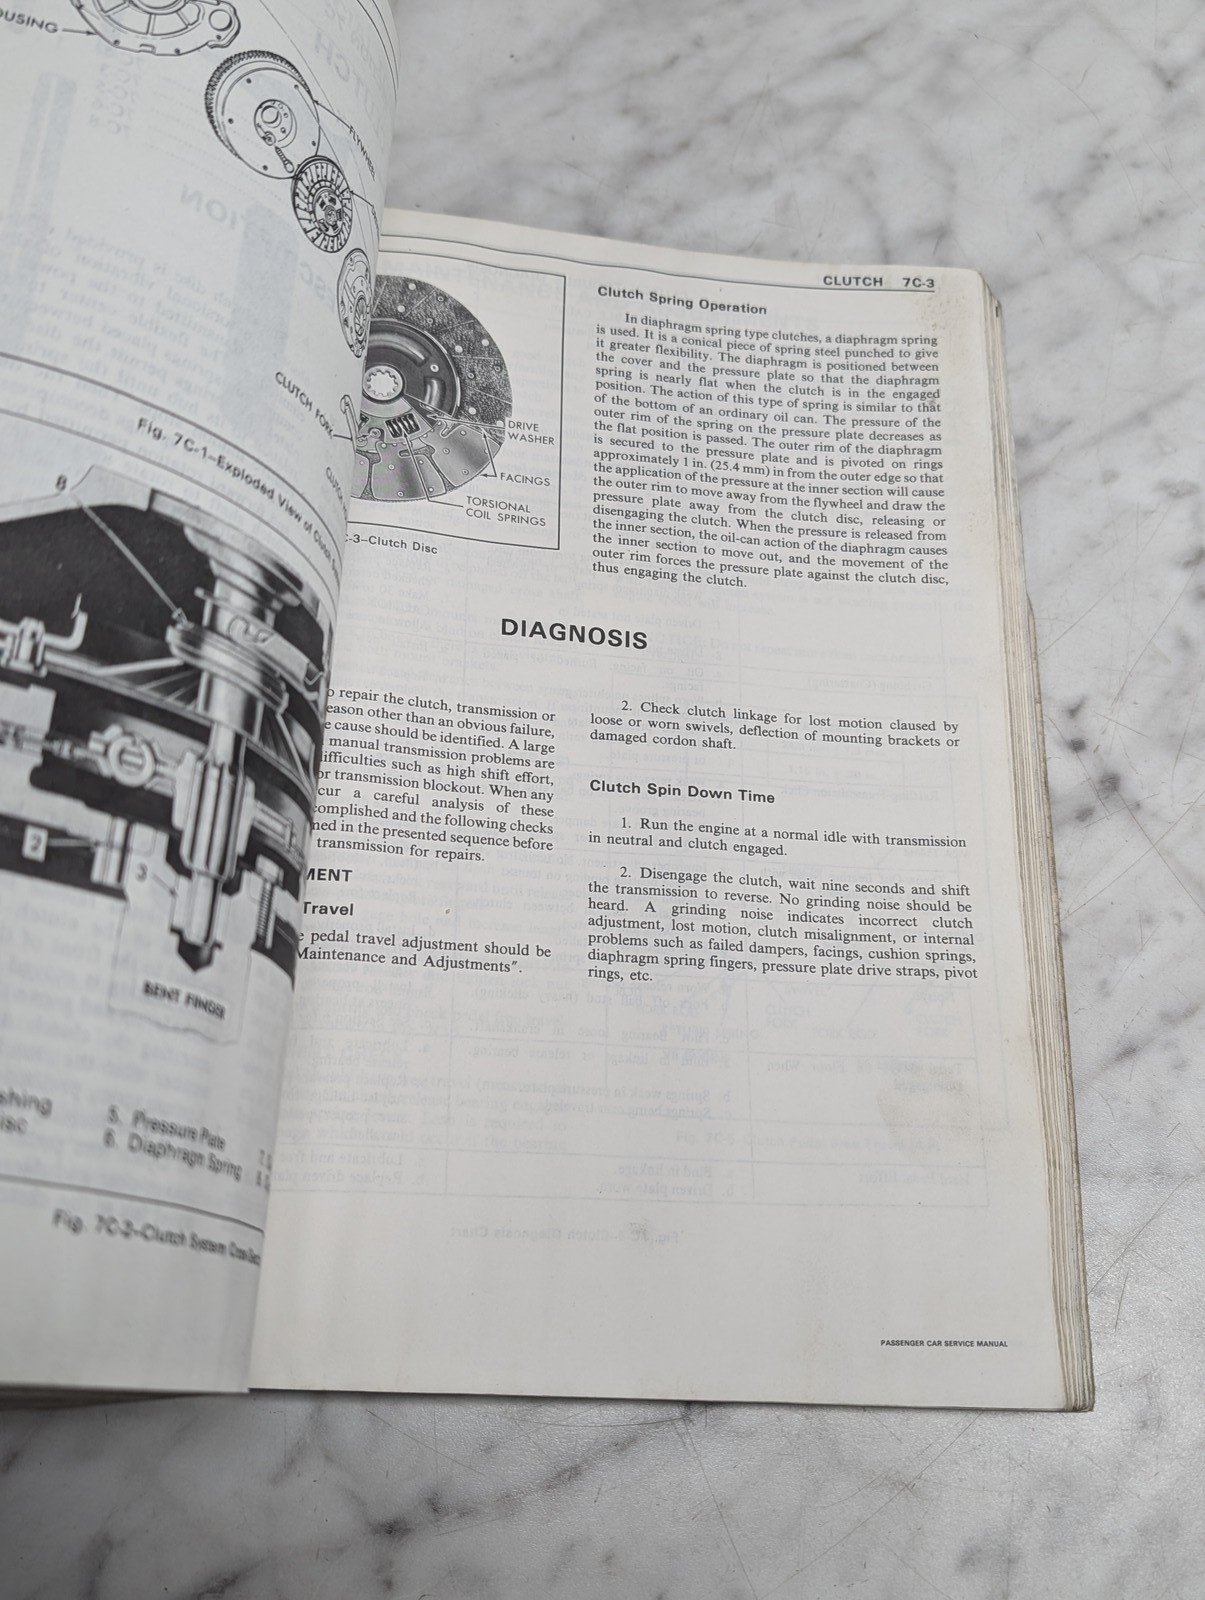 OUSING
FLYWHEEL
CLUTCH FORK
Fig. 7C-1–Exploded View of Clutch
8
2
3
BENT FINGER
shing
isc
5. Pressure Plate
6. Diaphragm Spring
7.
8.
Fig. 7C-2–Clutch System
CLUTCH 7C-3
DRIVE
WASHER
FACINGS
TORSIONAL
COIL SPRINGS
C-3–Clutch Disc
Clutch Spring Operation
In diaphragm spring type clutches, a diaphragm spring
is used. It is a conical piece of spring steel punched to give
it greater flexibility. The diaphragm is positioned between
the cover and the pressure plate so that the diaphragm
spring is nearly flat when the clutch is in the engaged
position. The action of this type of spring is similar to that
of the bottom of an ordinary oil can. The pressure of the
outer rim of the spring on the pressure plate decreases as
the flat position is passed. The outer rim of the diaphragm
is secured to the pressure plate and is pivoted on rings
approximately 1 in. (25.4 mm) in from the outer edge so that
the application of the pressure at the inner section will cause
the outer rim to move away from the flywheel and draw the
pressure plate away from the clutch disc, releasing or
disengaging the clutch. When the pressure is released from
the inner section, the oil-can action of the diaphragm causes
the inner section to move out, and the movement of the
outer rim forces the pressure plate against the clutch disc,
thus engaging the clutch.
DIAGNOSIS
o repair the clutch, transmission or
eason other than an obvious failure,
e cause should be identified. A large
manual transmission problems are
ifficulties such as high shift effort,
or transmission blockout. When any
cur a careful analysis of these
complished and the following checks
ned in the presented sequence before
transmission for repairs.
MENT
Travel
e pedal travel adjustment should be
Maintenance and Adjustments".
2. Check clutch linkage for lost motion claused by
loose or worn swivels, deflection of mounting brackets or
damaged cordon shaft.
Clutch Spin Down Time
1. Run the engine at a normal idle with transmission
in neutral and clutch engaged.
2. Disengage the clutch, wait nine seconds and shift
the transmission to reverse. No grinding noise should be
heard. A grinding noise indicates incorrect clutch
adjustment, lost motion, clutch misalignment, or internal
problems such as failed dampers, facings, cushion springs,
diaphragm spring fingers, pressure plate drive straps, pivot
rings, etc.
PASSENGER CAR SERVICE MANUAL